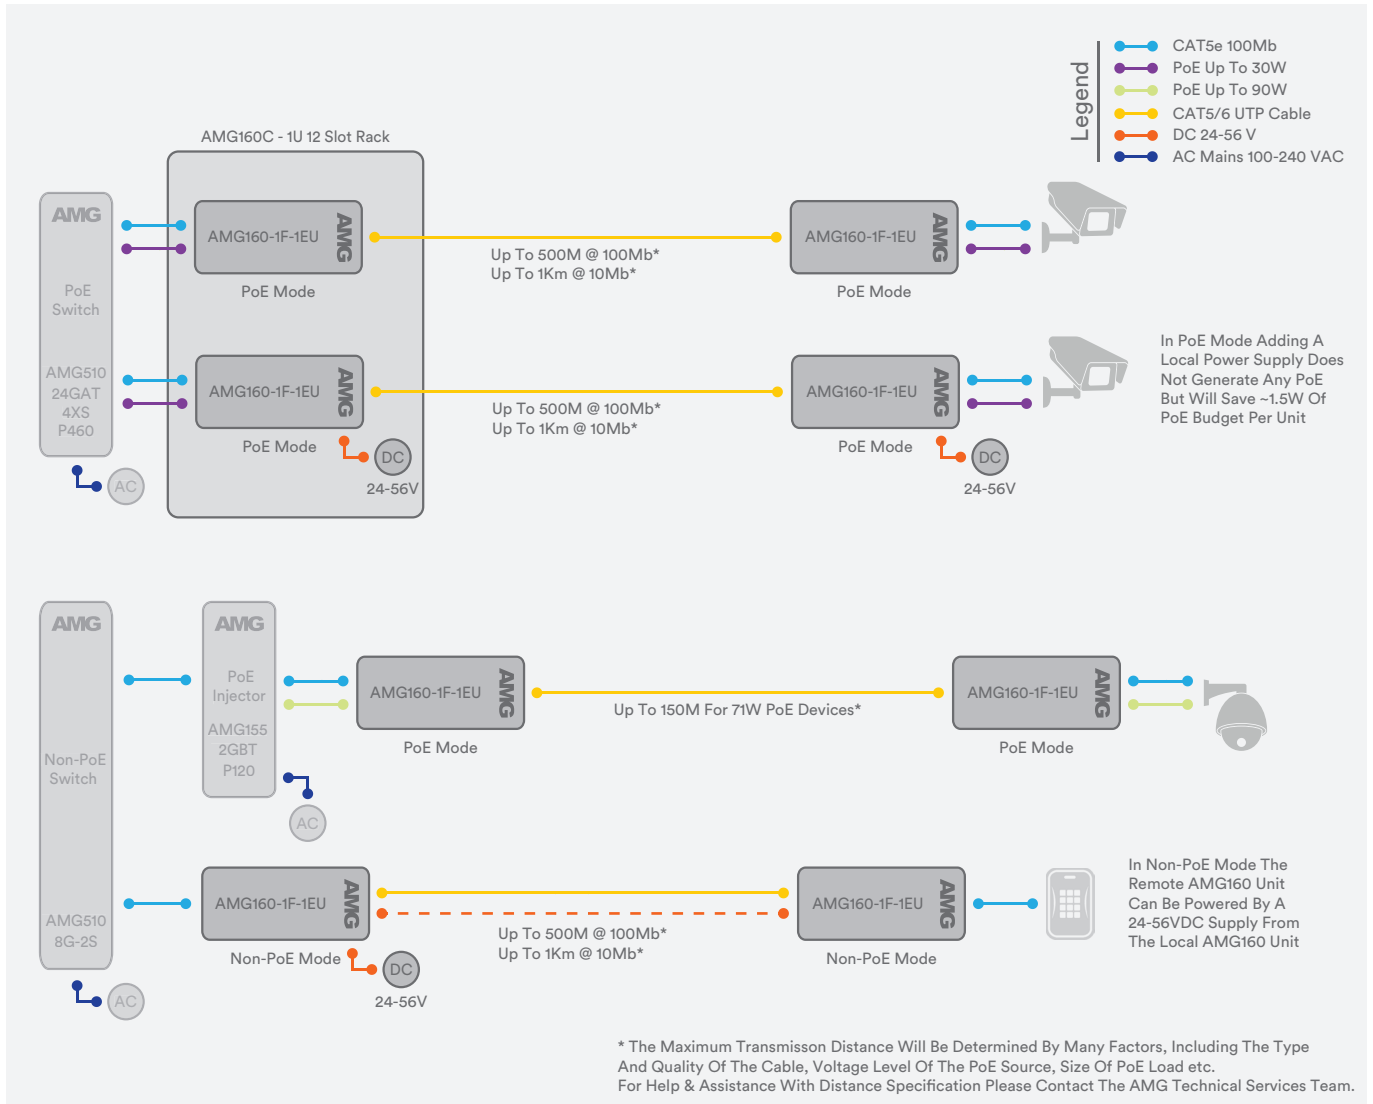 Legend
CAT5e 100Mb
PoE Up To 30W
PoE Up To 90W
CAT5/6 UTP Cable
DC 24-56 V
AC Mains 100-240 VAC
AMG160C - 1U 12 Slot Rack
AMG
PoE
Switch
AMG510
24GAT
4XS
P460
AC
AMG160-1F-1EU
AMG
PoE Mode
Up To 500M @ 100Mb*
Up To 1Km @ 10Mb*
AMG160-1F-1EU
AMG
PoE Mode
AMG160-1F-1EU
AMG
PoE Mode
DC
24-56V
Up To 500M @ 100Mb*
Up To 1Km @ 10Mb*
AMG160-1F-1EU
AMG
PoE Mode
DC
24-56V
In PoE Mode Adding A
Local Power Supply Does
Not Generate Any PoE
But Will Save ~1.5W Of
PoE Budget Per Unit
AMG
Non-PoE
Switch
AMG510
8G-2S
AC
AMG
PoE
Injector
AMG155
2GBT
P120
AC
AMG160-1F-1EU
AMG
PoE Mode
Up To 150M For 71W PoE Devices*
AMG160-1F-1EU
AMG
PoE Mode
AMG160-1F-1EU
AMG
Non-PoE Mode
DC
24-56V
Up To 500M @ 100Mb*
Up To 1Km @ 10Mb*
AMG160-1F-1EU
AMG
Non-PoE Mode
In Non-PoE Mode The
Remote AMG160 Unit
Can Be Powered By A
24-56VDC Supply From
The Local AMG160 Unit
* The Maximum Transmisson Distance Will Be Determined By Many Factors, Including The Type
And Quality Of The Cable, Voltage Level Of The PoE Source, Size Of PoE Load etc.
For Help & Assistance With Distance Specification Please Contact The AMG Technical Services Team.